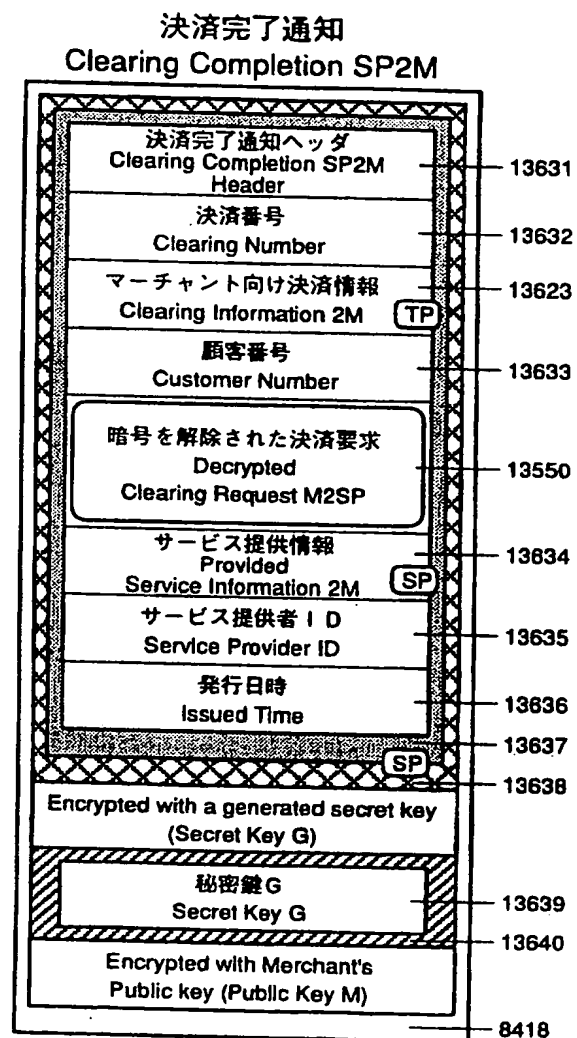 決済完了通知
Clearing Completion SP2M
決済完了通知ヘッダ
Clearing Completion SP2M
Header
13631
決済番号
Clearing Number
13632
マーチャント向け決済情報
Clearing Information 2M
TP
13623
顧客番号
Customer Number
13633
暗号を解除された決済要求
Decrypted
Clearing Request M2SP
13550
サービス提供情報
Provided
Service Information 2M
SP
13634
サービス提供者ID
Service Provider ID
13635
発行日時
Issued Time
13636
13637
SP
13638
Encrypted with a generated secret key
(Secret Key G)
秘密鍵G
Secret Key G
13639
13640
Encrypted with Merchant's
Public key (Public Key M)
8418